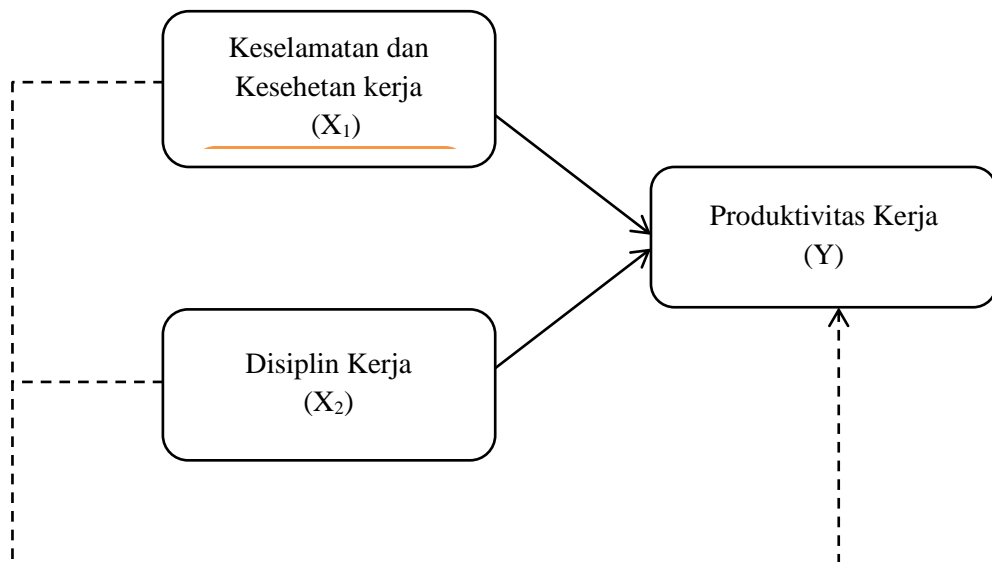 Keselamatan dan
Kesehetan kerja
(X₁)
Produktivitas Kerja
(Y)
Disiplin Kerja
(X₂)